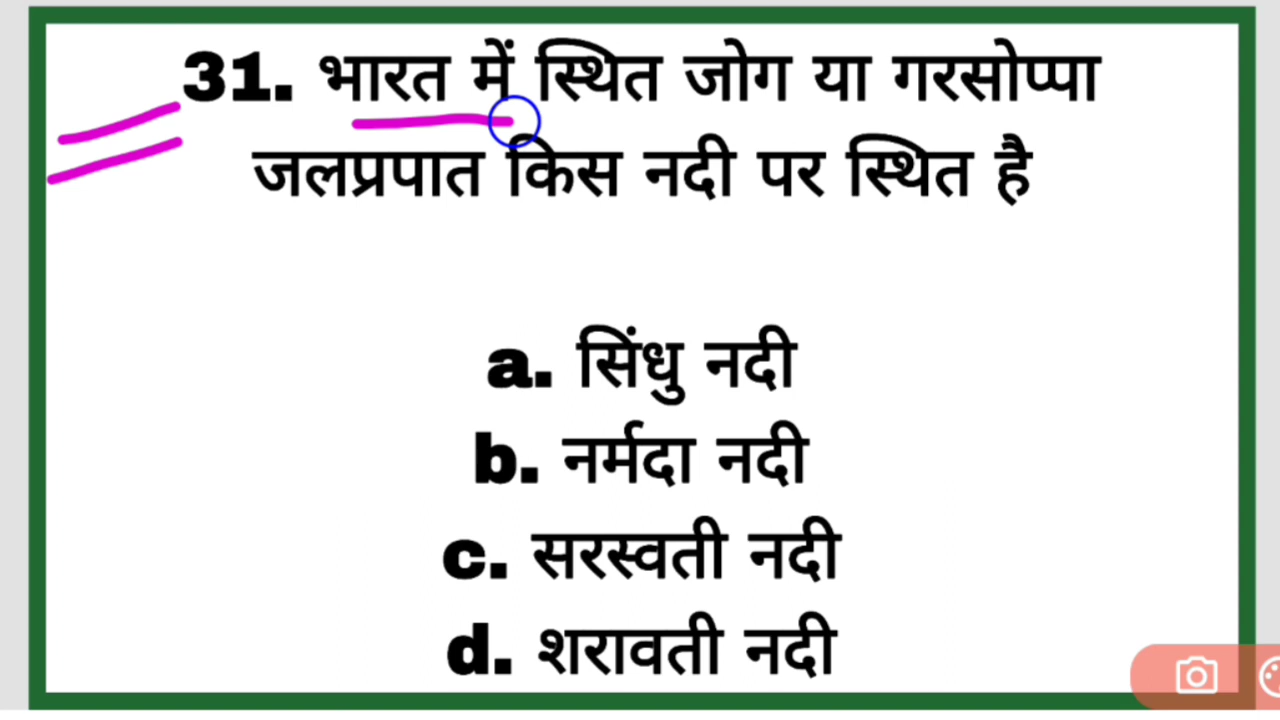 31. भारत में स्थित जोग या गरसोप्पा
जलप्रपात किस नदी पर स्थित है
a. सिंधु नदी
b. नर्मदा नदी
c. सरस्वती नदी
d. शरावती नदी